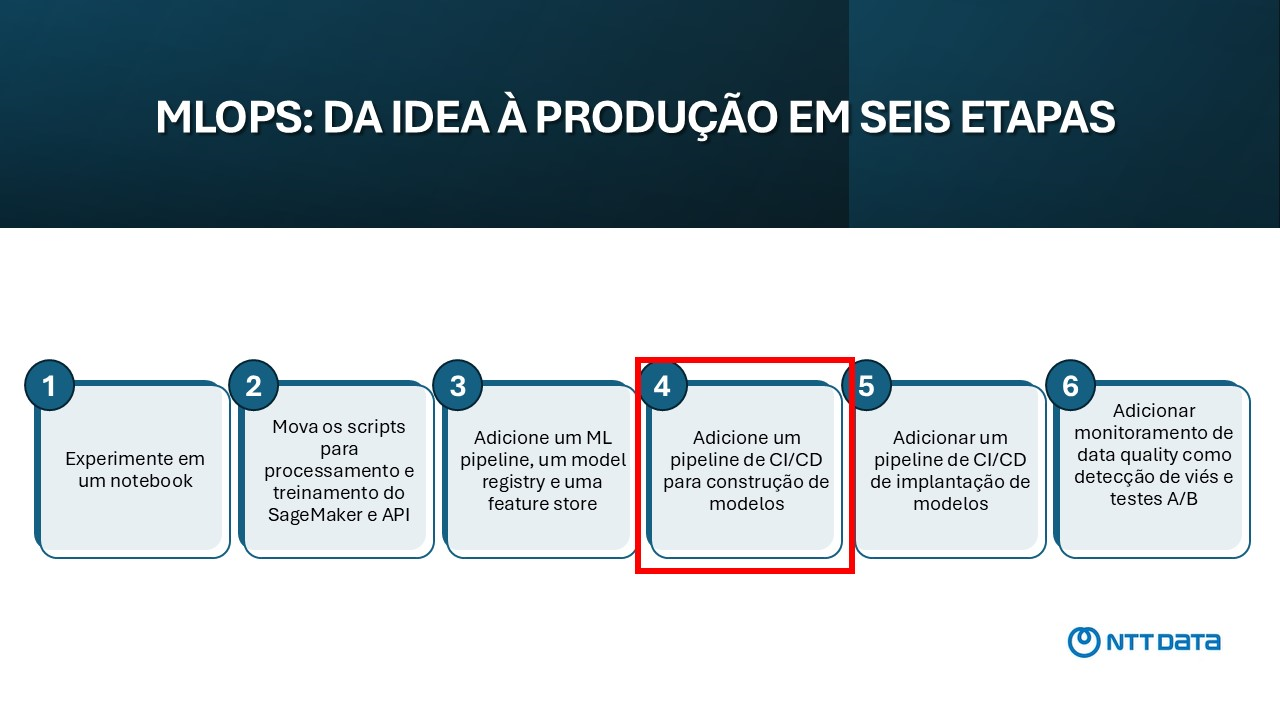 MLOPS: DA IDEA À PRODUÇÃO EM SEIS ETAPAS
1
Experimente em
um notebook
2
Mova os scripts
para
processamento e
treinamento do
SageMaker e API
3
Adicione um ML
pipeline, um model
registry e uma
feature store
4
Adicione um
pipeline de CI/CD
para construção de
modelos
5
Adicionar um
pipeline de CI/CD
de implantação de
modelos
6
Adicionar
monitoramento de
data quality como
detecção de viés e
testes A/B
NTT DATA